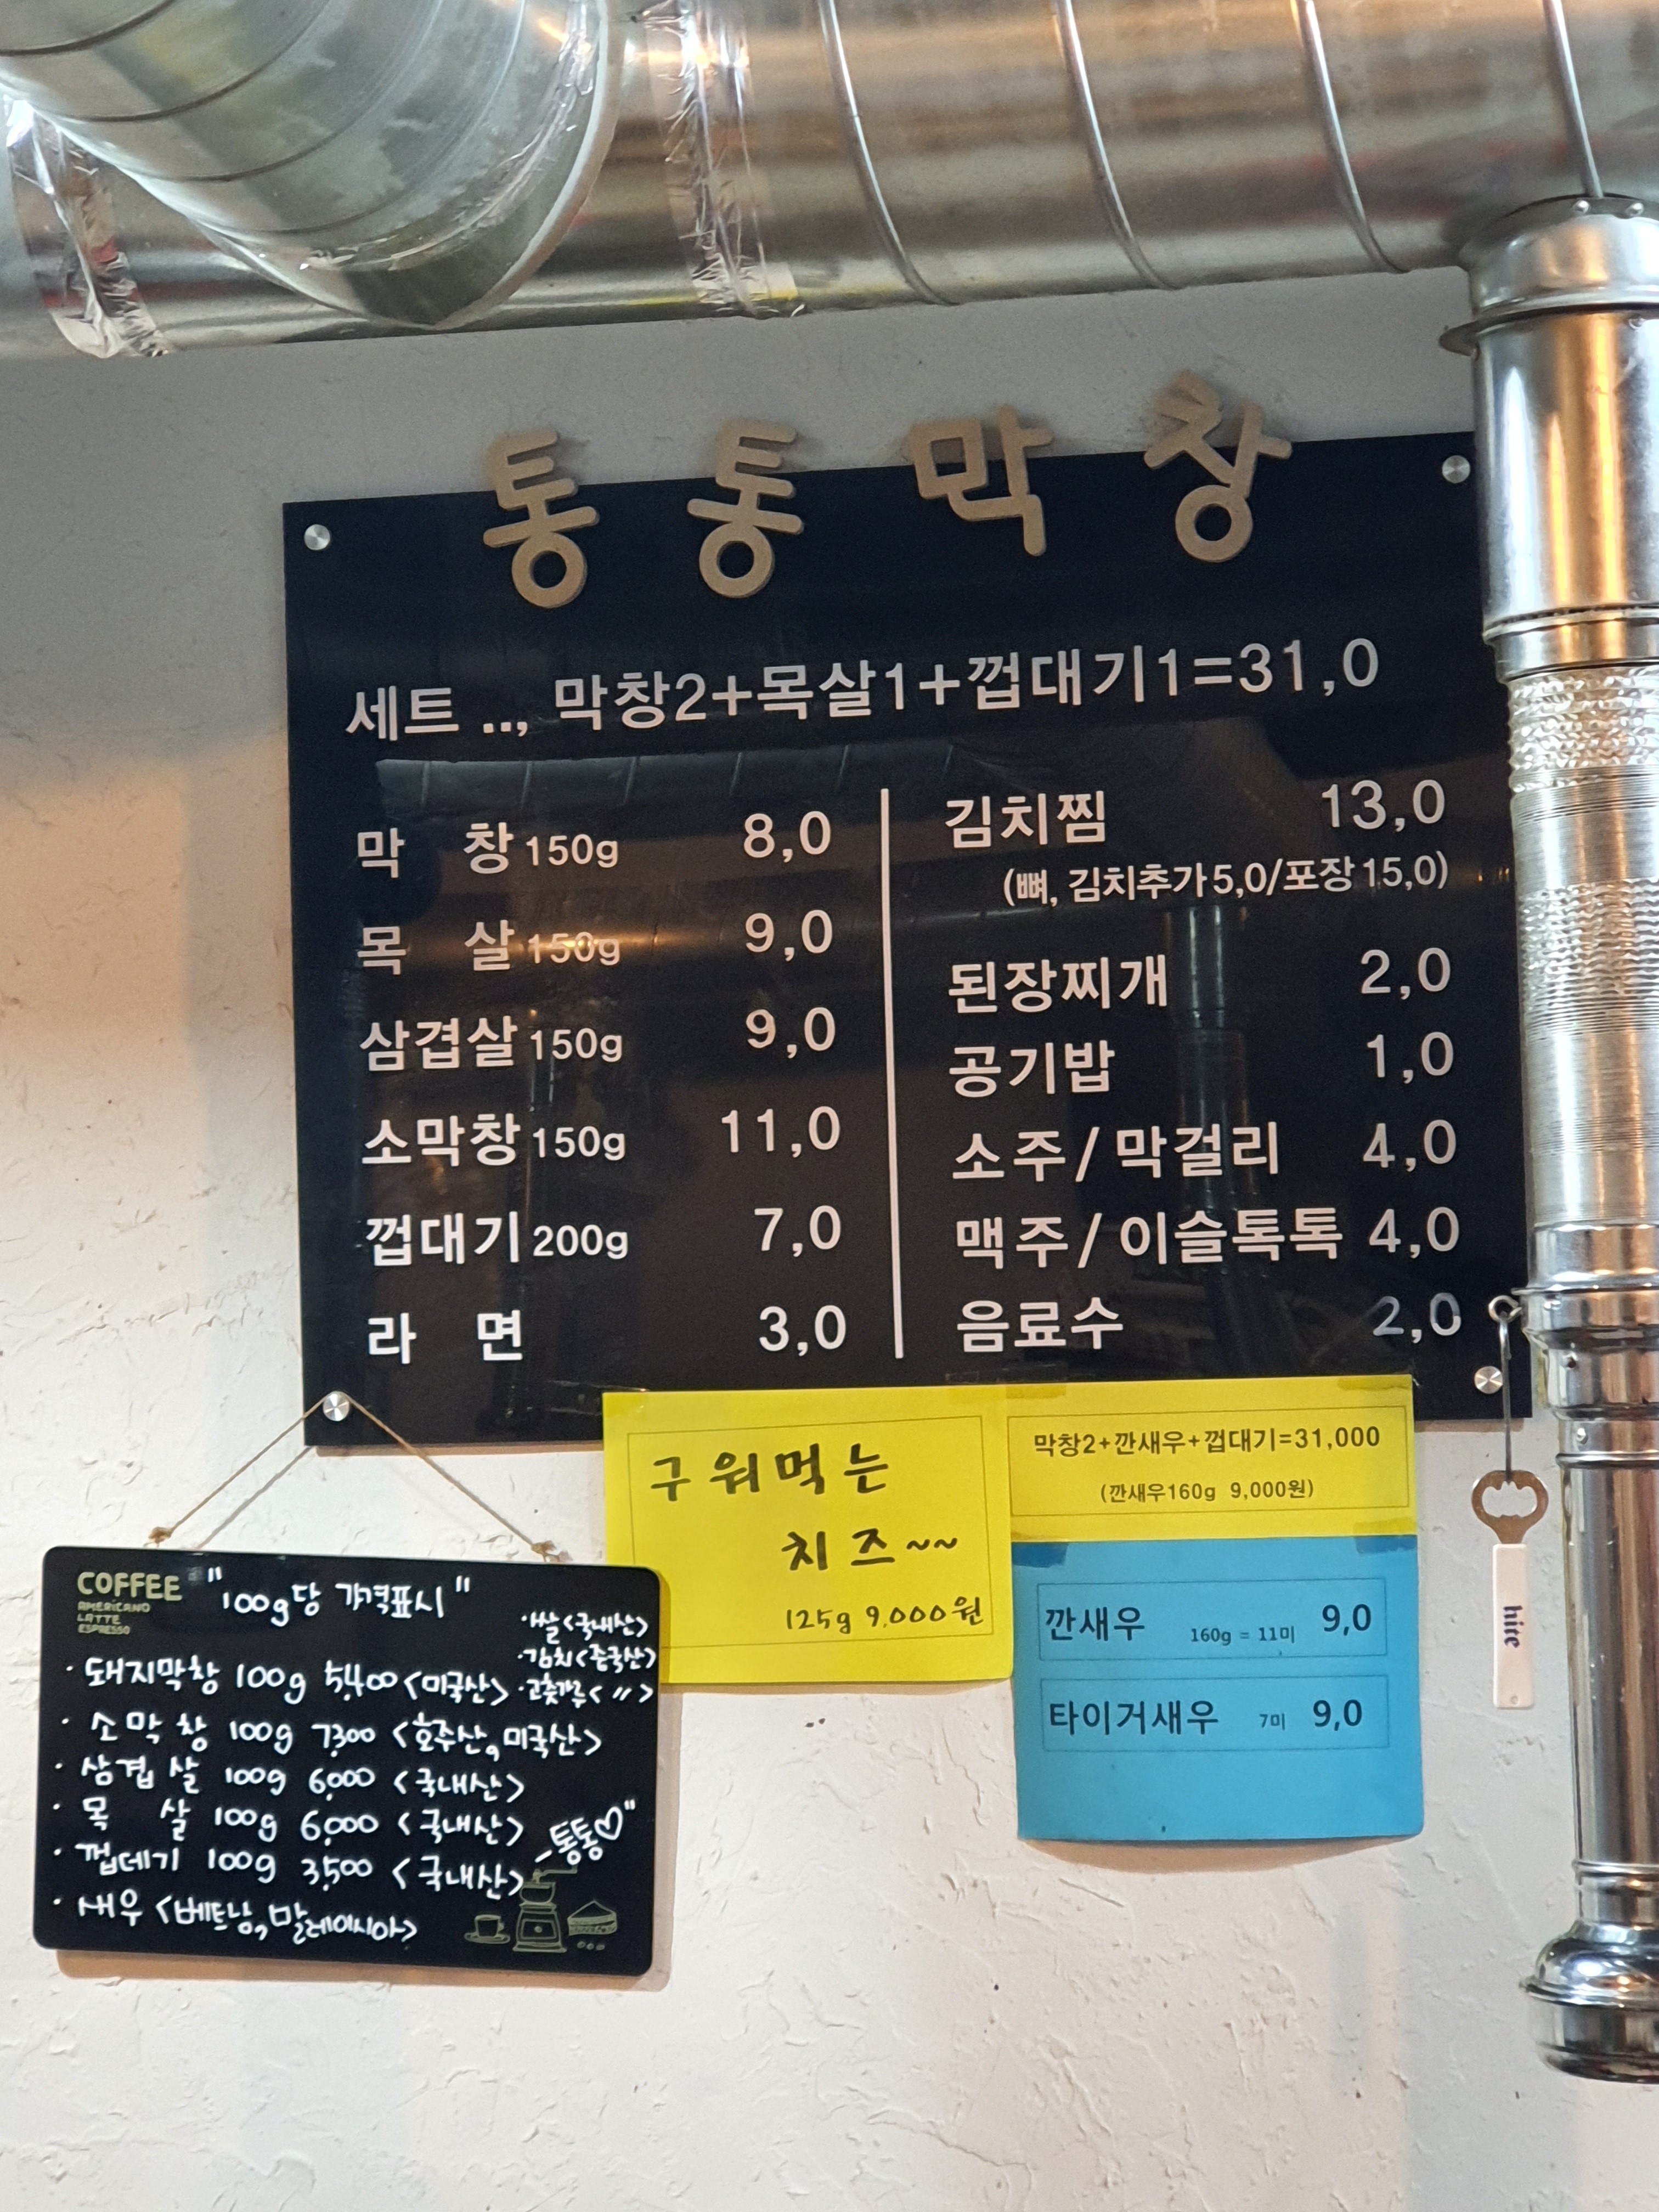 통통막창
세트 .., 막창2+목살1+껍대기1=31,0
막 창 150g 8,0
목 살 150g 9,0
삼겹살 150g 9,0
소막창 150g 11,0
껍대기 200g 7,0
라 면 3,0
김치찜 13,0
(뼈, 김치추가5,0/포장15,0)
된장찌개 2,0
공기밥 1,0
소주/막걸리 4,0
맥주/이슬톡톡 4,0
음료수 2,0
구워먹는
치즈~~
125g 9.000원
막창2+깐새우+껍대기=31,000
(깐새우160g 9,000원)
깐새우 160g = 11미 9,0
타이거새우 7미 9,0
hite
COFFEE
AMERICANO
LATTE
ESPRESSO
"100g당 가격표시"
·쌀<국내산>
·김치<중국산>
·고춧가루< 〃 >
· 돼지막창 100g 5,400 <미국산>
· 소막창 100g 7,300 <호주산, 미국산>
· 삼겹살 100g 6,000 <국내산>
· 목 살 100g 6,000 <국내산>
· 껍데기 100g 3,500 <국내산>
· 새우 <베트남, 말레이시아>
-통통♡"